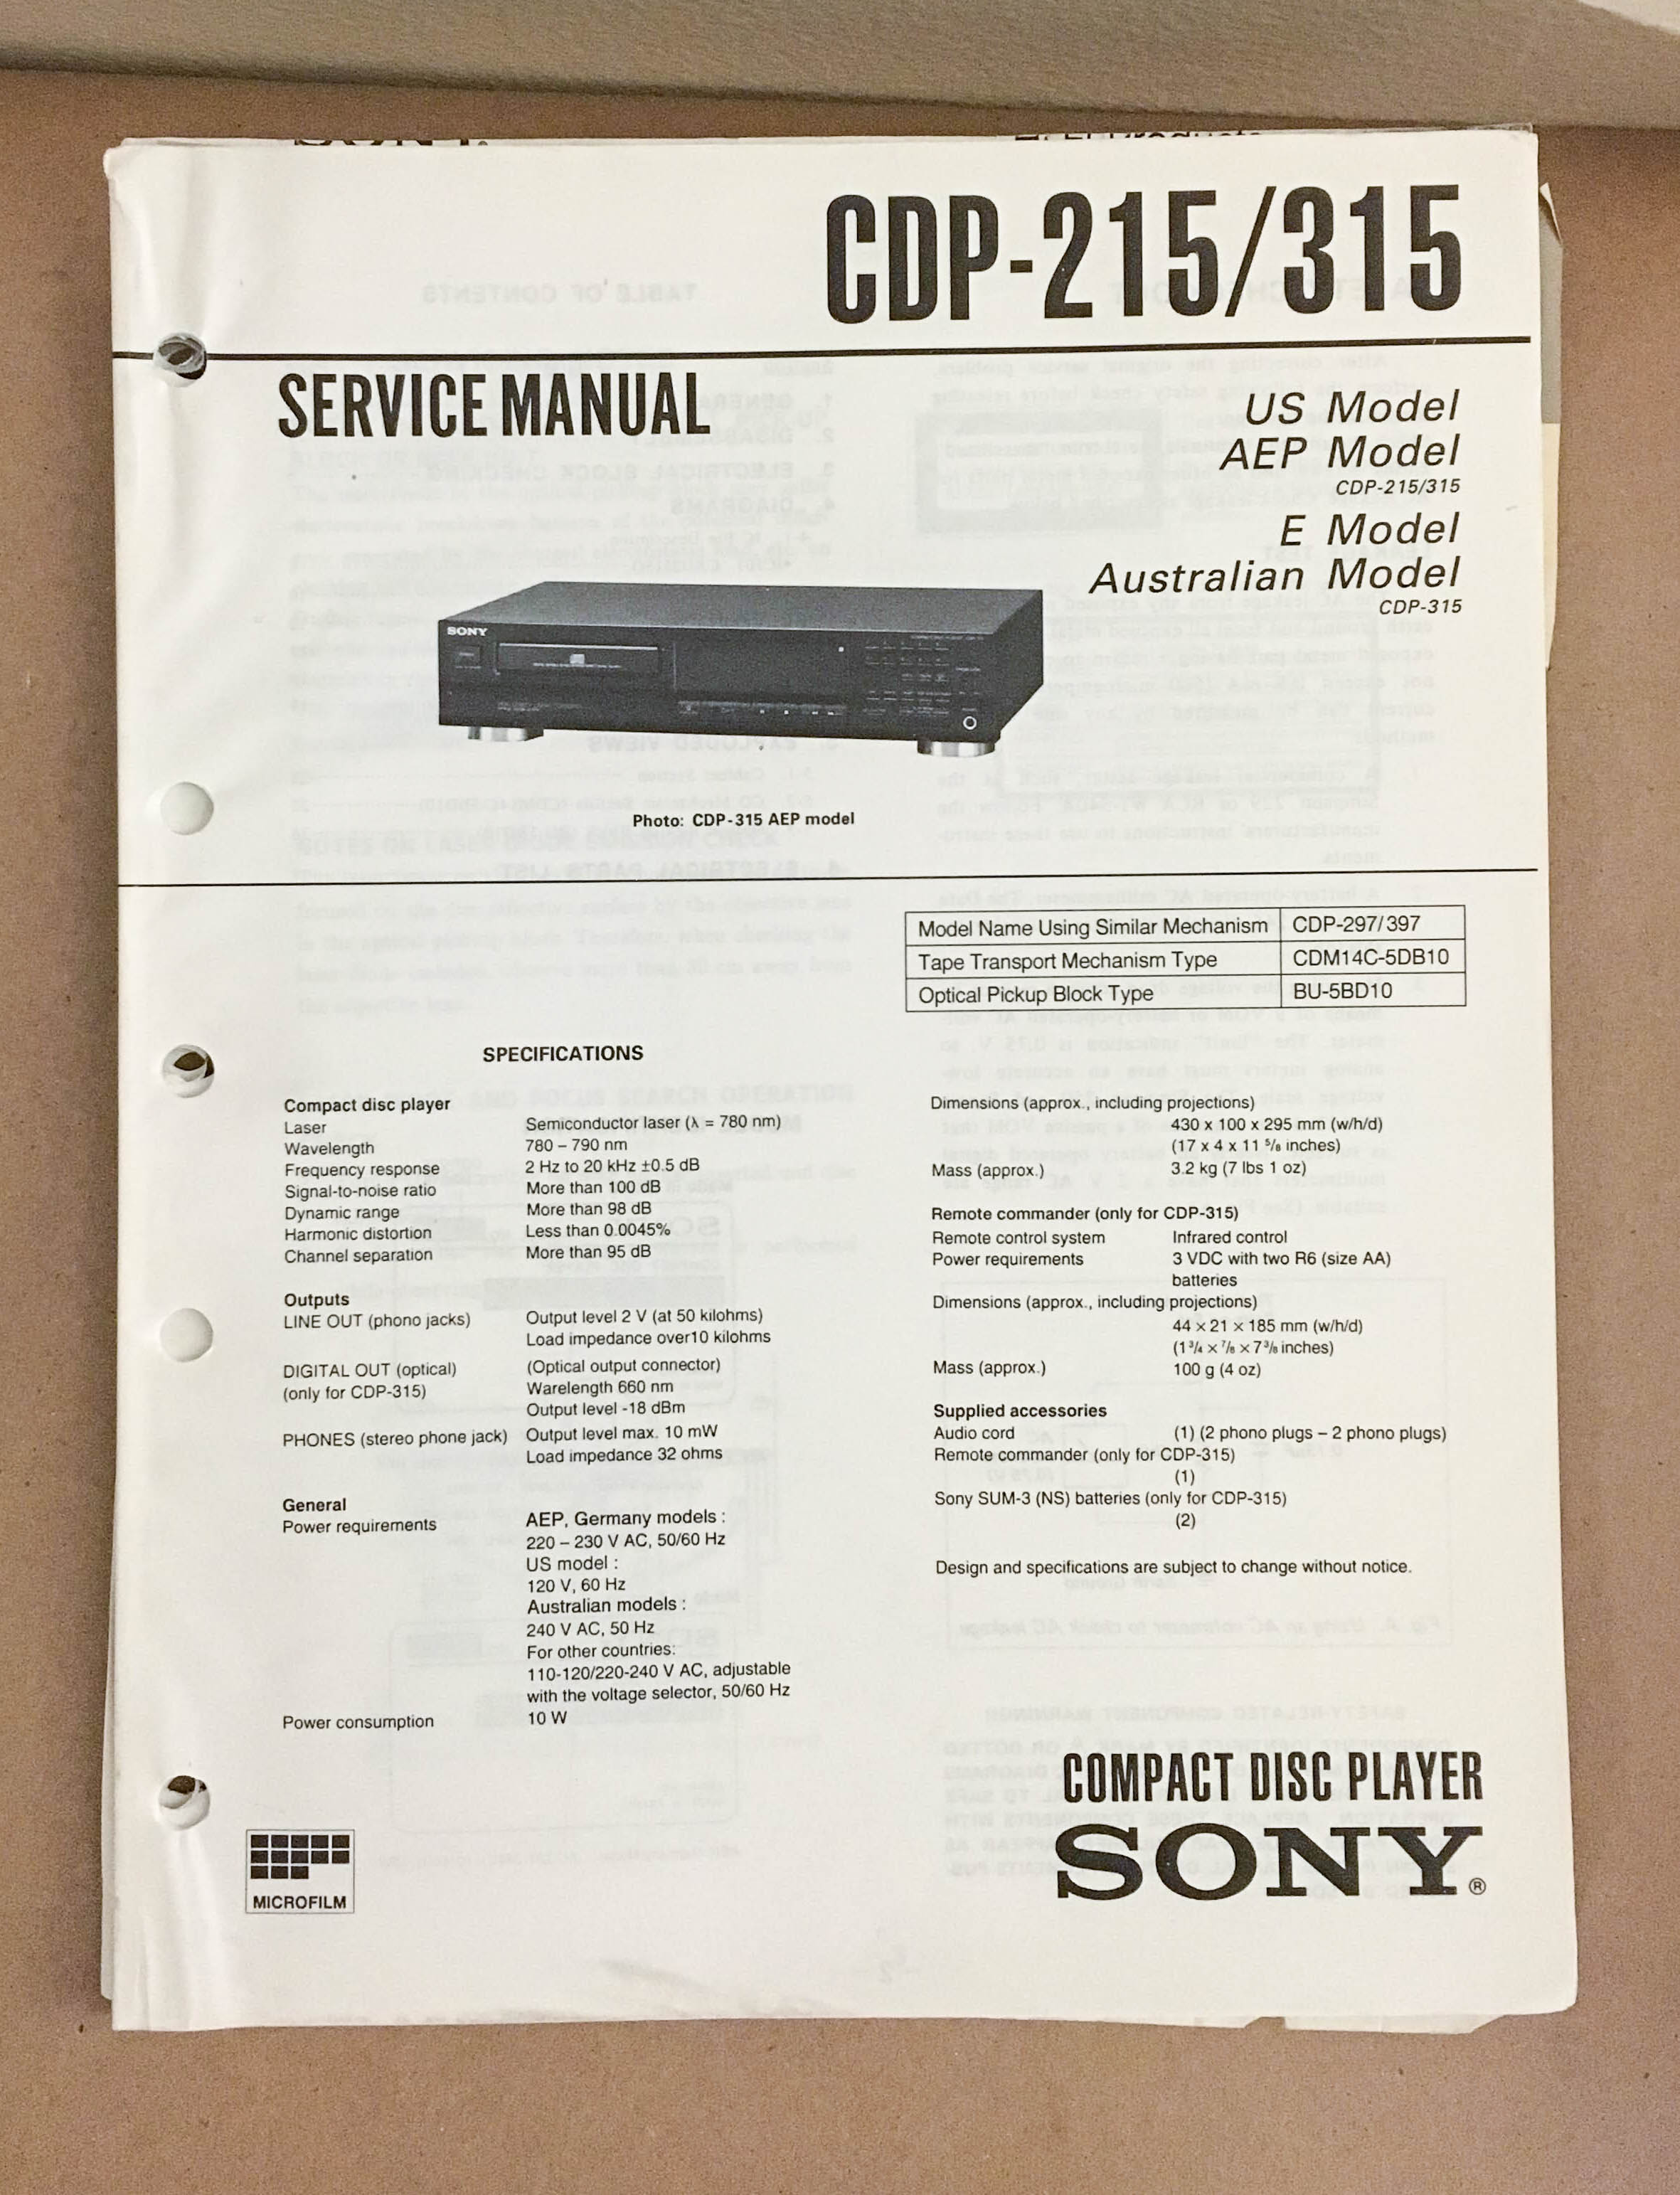 CDP-215/315
SERVICE MANUAL
US Model
AEP Model
CDP-215/315
E Model
Australian Model
CDP-315
SONY
Photo: CDP-315 AEP model
Model Name Using Similar Mechanism CDP-297/397
Tape Transport Mechanism Type CDM14C-5DB10
Optical Pickup Block Type BU-5BD10
SPECIFICATIONS
Compact disc player
Laser Semiconductor laser (λ = 780 nm)
Wavelength 780 – 790 nm
Frequency response 2 Hz to 20 kHz ±0.5 dB
Signal-to-noise ratio More than 100 dB
Dynamic range More than 98 dB
Harmonic distortion Less than 0.0045%
Channel separation More than 95 dB
Outputs
LINE OUT (phono jacks) Output level 2 V (at 50 kilohms)
Load impedance over10 kilohms
DIGITAL OUT (optical) (Optical output connector)
(only for CDP-315) Warelength 660 nm
Output level -18 dBm
PHONES (stereo phone jack) Output level max. 10 mW
Load impedance 32 ohms
General
Power requirements AEP, Germany models :
220 – 230 V AC, 50/60 Hz
US model :
120 V, 60 Hz
Australian models :
240 V AC, 50 Hz
For other countries:
110-120/220-240 V AC, adjustable
with the voltage selector, 50/60 Hz
Power consumption 10 W
Dimensions (approx., including projections)
430 x 100 x 295 mm (w/h/d)
(17 x 4 x 11 5/8 inches)
Mass (approx.) 3.2 kg (7 lbs 1 oz)
Remote commander (only for CDP-315)
Remote control system Infrared control
Power requirements 3 VDC with two R6 (size AA)
batteries
Dimensions (approx., including projections)
44 × 21 × 185 mm (w/h/d)
(1 3/4 × 7/8 × 7 3/8 inches)
Mass (approx.) 100 g (4 oz)
Supplied accessories
Audio cord (1) (2 phono plugs – 2 phono plugs)
Remote commander (only for CDP-315)
(1)
Sony SUM-3 (NS) batteries (only for CDP-315)
(2)
Design and specifications are subject to change without notice.
COMPACT DISC PLAYER
SONY®
MICROFILM